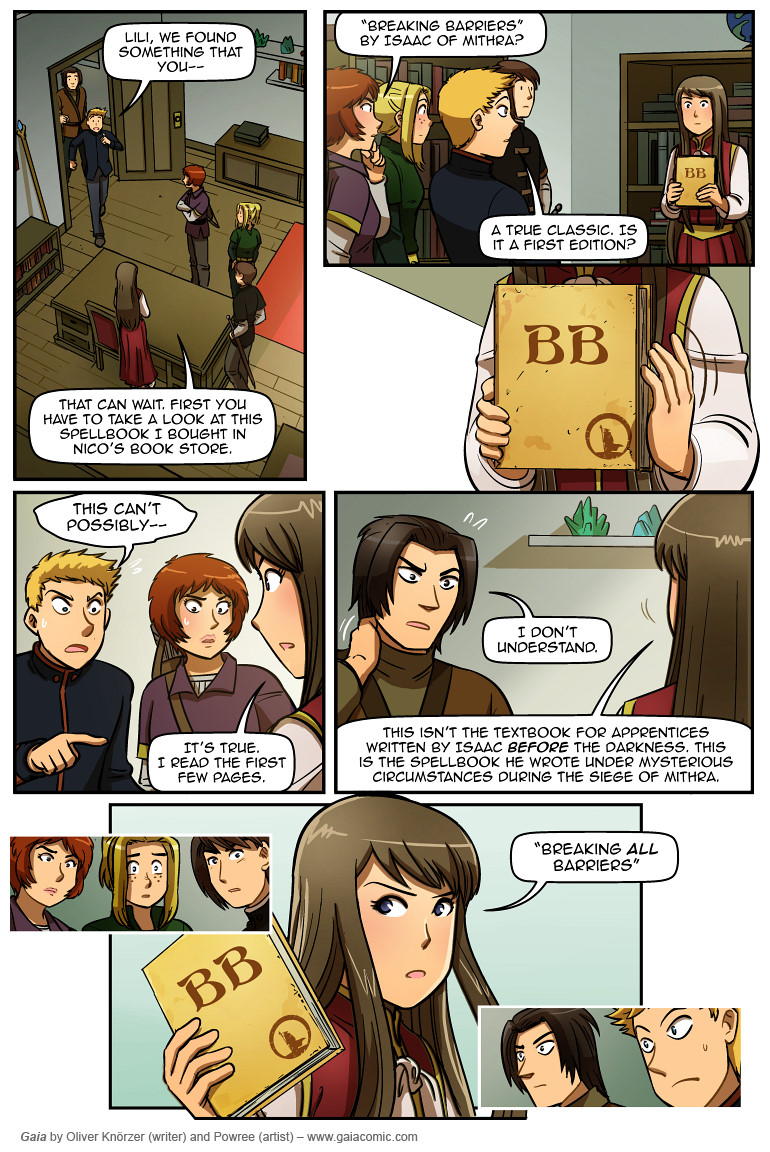 LILI, WE FOUND
SOMETHING THAT
YOU--
THAT CAN WAIT. FIRST YOU
HAVE TO TAKE A LOOK AT THIS
SPELLBOOK I BOUGHT IN
NICO'S BOOK STORE.
"BREAKING BARRIERS"
BY ISAAC OF MITHRA?
BB
A TRUE CLASSIC. IS
IT A FIRST EDITION?
BB
THIS CAN'T
POSSIBLY--
IT'S TRUE.
I READ THE FIRST
FEW PAGES.
I DON'T
UNDERSTAND.
THIS ISN'T THE TEXTBOOK FOR APPRENTICES
WRITTEN BY ISAAC BEFORE THE DARKNESS. THIS
IS THE SPELLBOOK HE WROTE UNDER MYSTERIOUS
CIRCUMSTANCES DURING THE SIEGE OF MITHRA.
"BREAKING ALL
BARRIERS"
BB
Gaia by Oliver Knörzer (writer) and Powree (artist) – www.gaiacomic.com